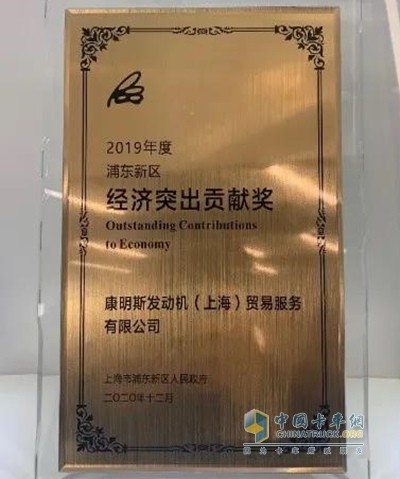 2019年度
浦东新区
经济突出贡献奖
Outstanding Contributions
to Economy
康明斯发动机（上海）贸易服务
有限公司
上海市浦东新区人民政府
二〇二〇年十二月
中国卡车网
CHINATRUCK.CC